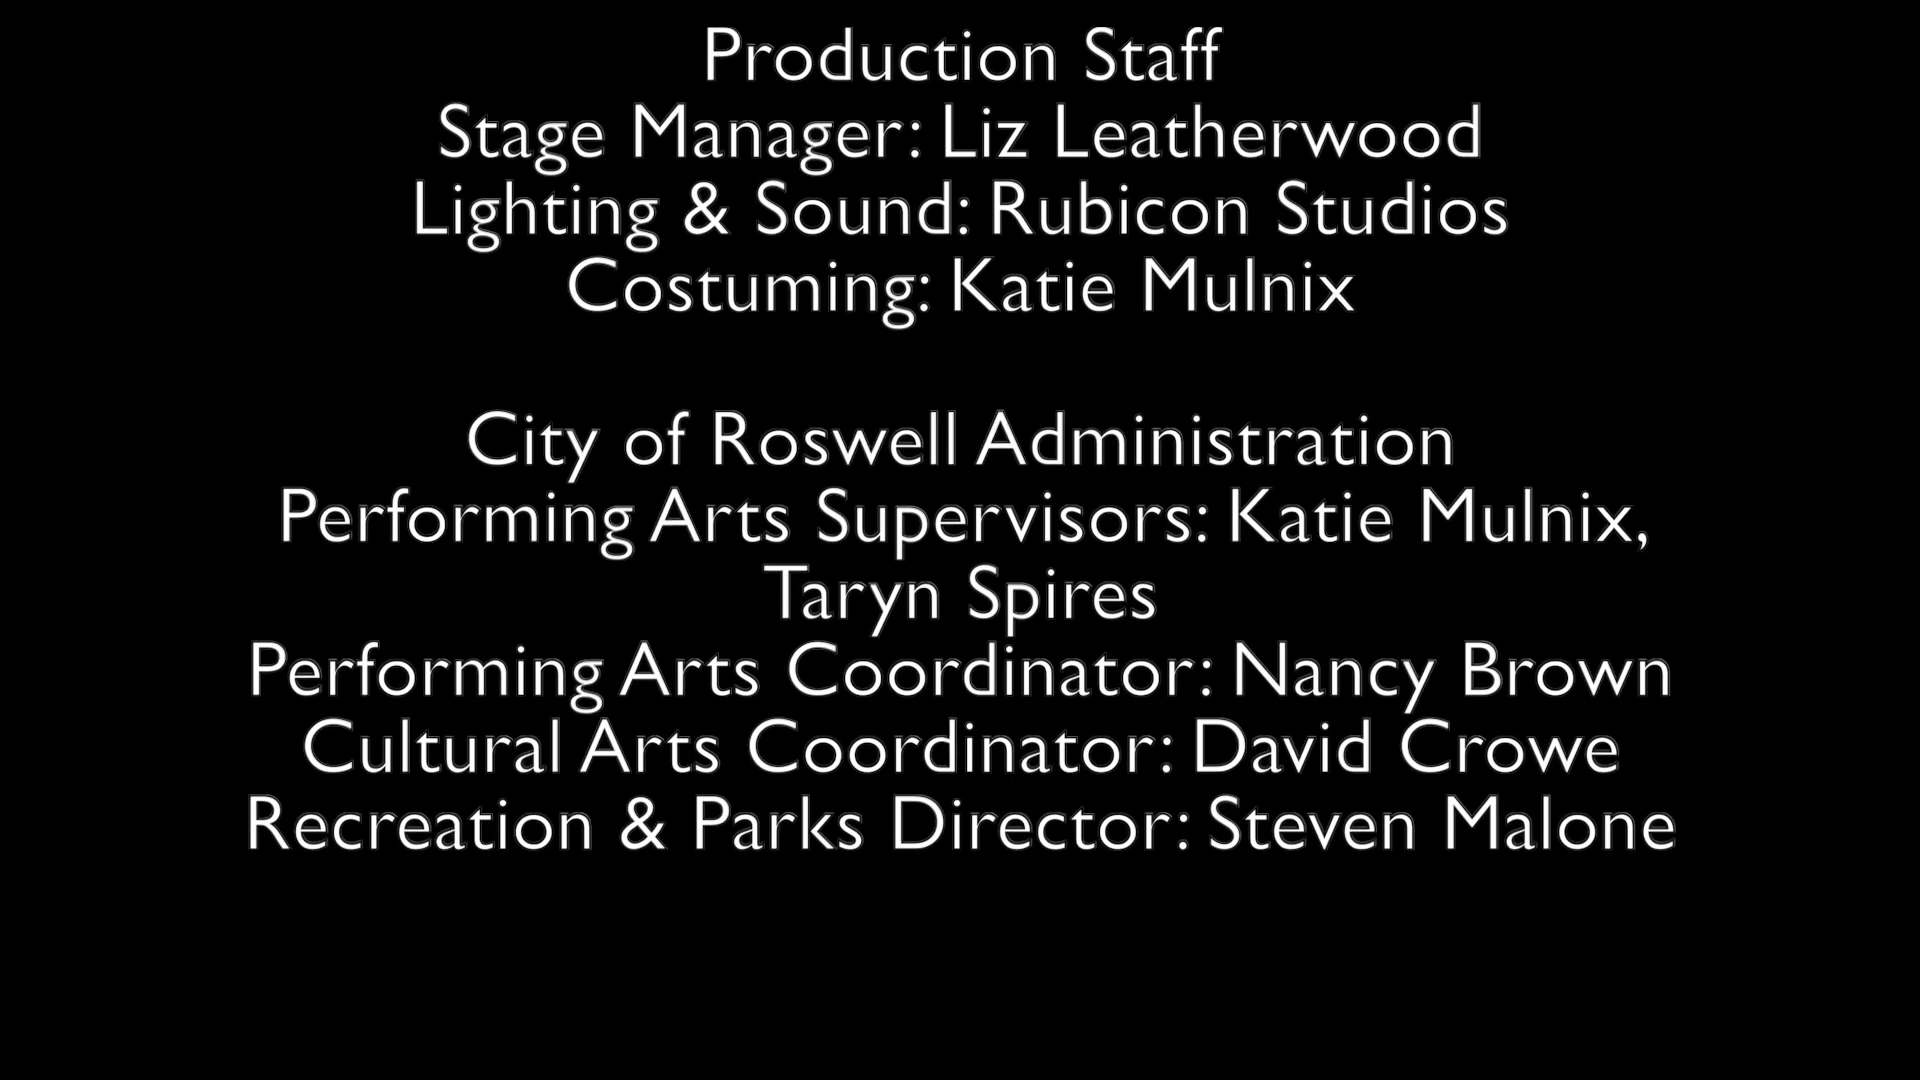 Production Staff
Stage Manager: Liz Leatherwood
Lighting & Sound: Rubicon Studios
Costuming: Katie Mulnix
City of Roswell Administration
Performing Arts Supervisors: Katie Mulnix,
Taryn Spires
Performing Arts Coordinator: Nancy Brown
Cultural Arts Coordinator: David Crowe
Recreation & Parks Director: Steven Malone